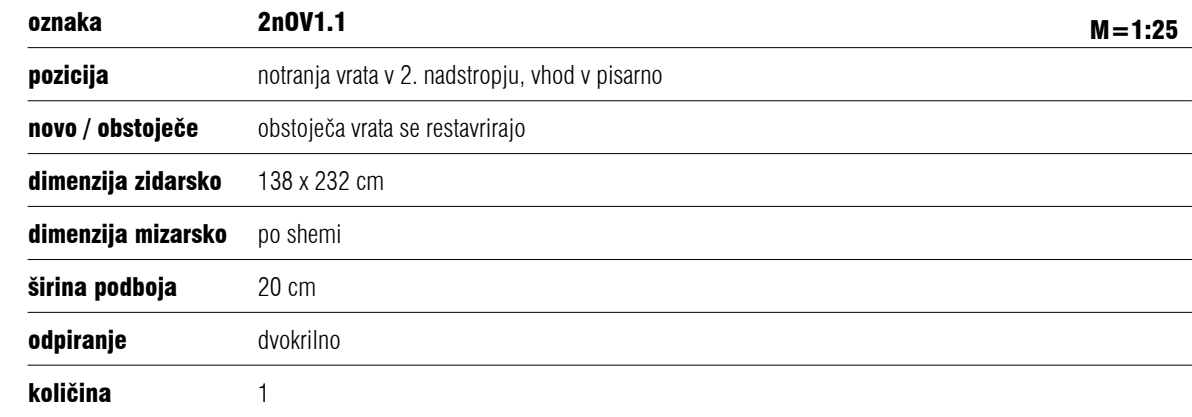 oznaka 2nOV1.1 M=1:25
pozicija notranja vrata v 2. nadstropju, vhod v pisarno
novo / obstoječe obstoječa vrata se restavrirajo
dimenzija zidarsko 138 x 232 cm
dimenzija mizarsko po shemi
širina podboja 20 cm
odpiranje dvokrilno
količina 1